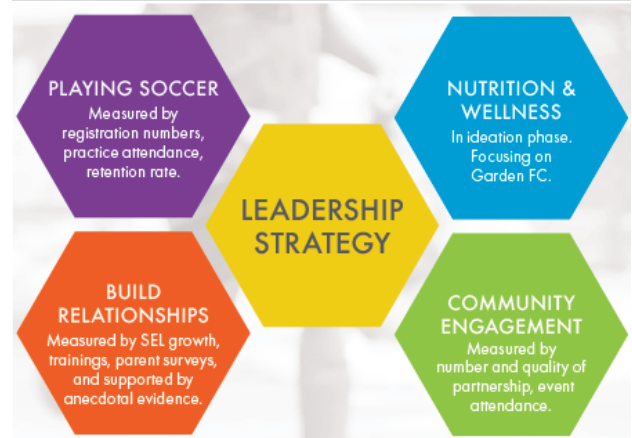 PLAYING SOCCER
Measured by
registration numbers,
practice attendance,
retention rate.
NUTRITION &
WELLNESS
In ideation phase.
Focusing on
Garden FC.
LEADERSHIP
STRATEGY
BUILD
RELATIONSHIPS
Measured by SEL growth,
trainings, parent surveys,
and supported by
anecdotal evidence.
COMMUNITY
ENGAGEMENT
Measured by
number and quality of
partnership, event
attendance.